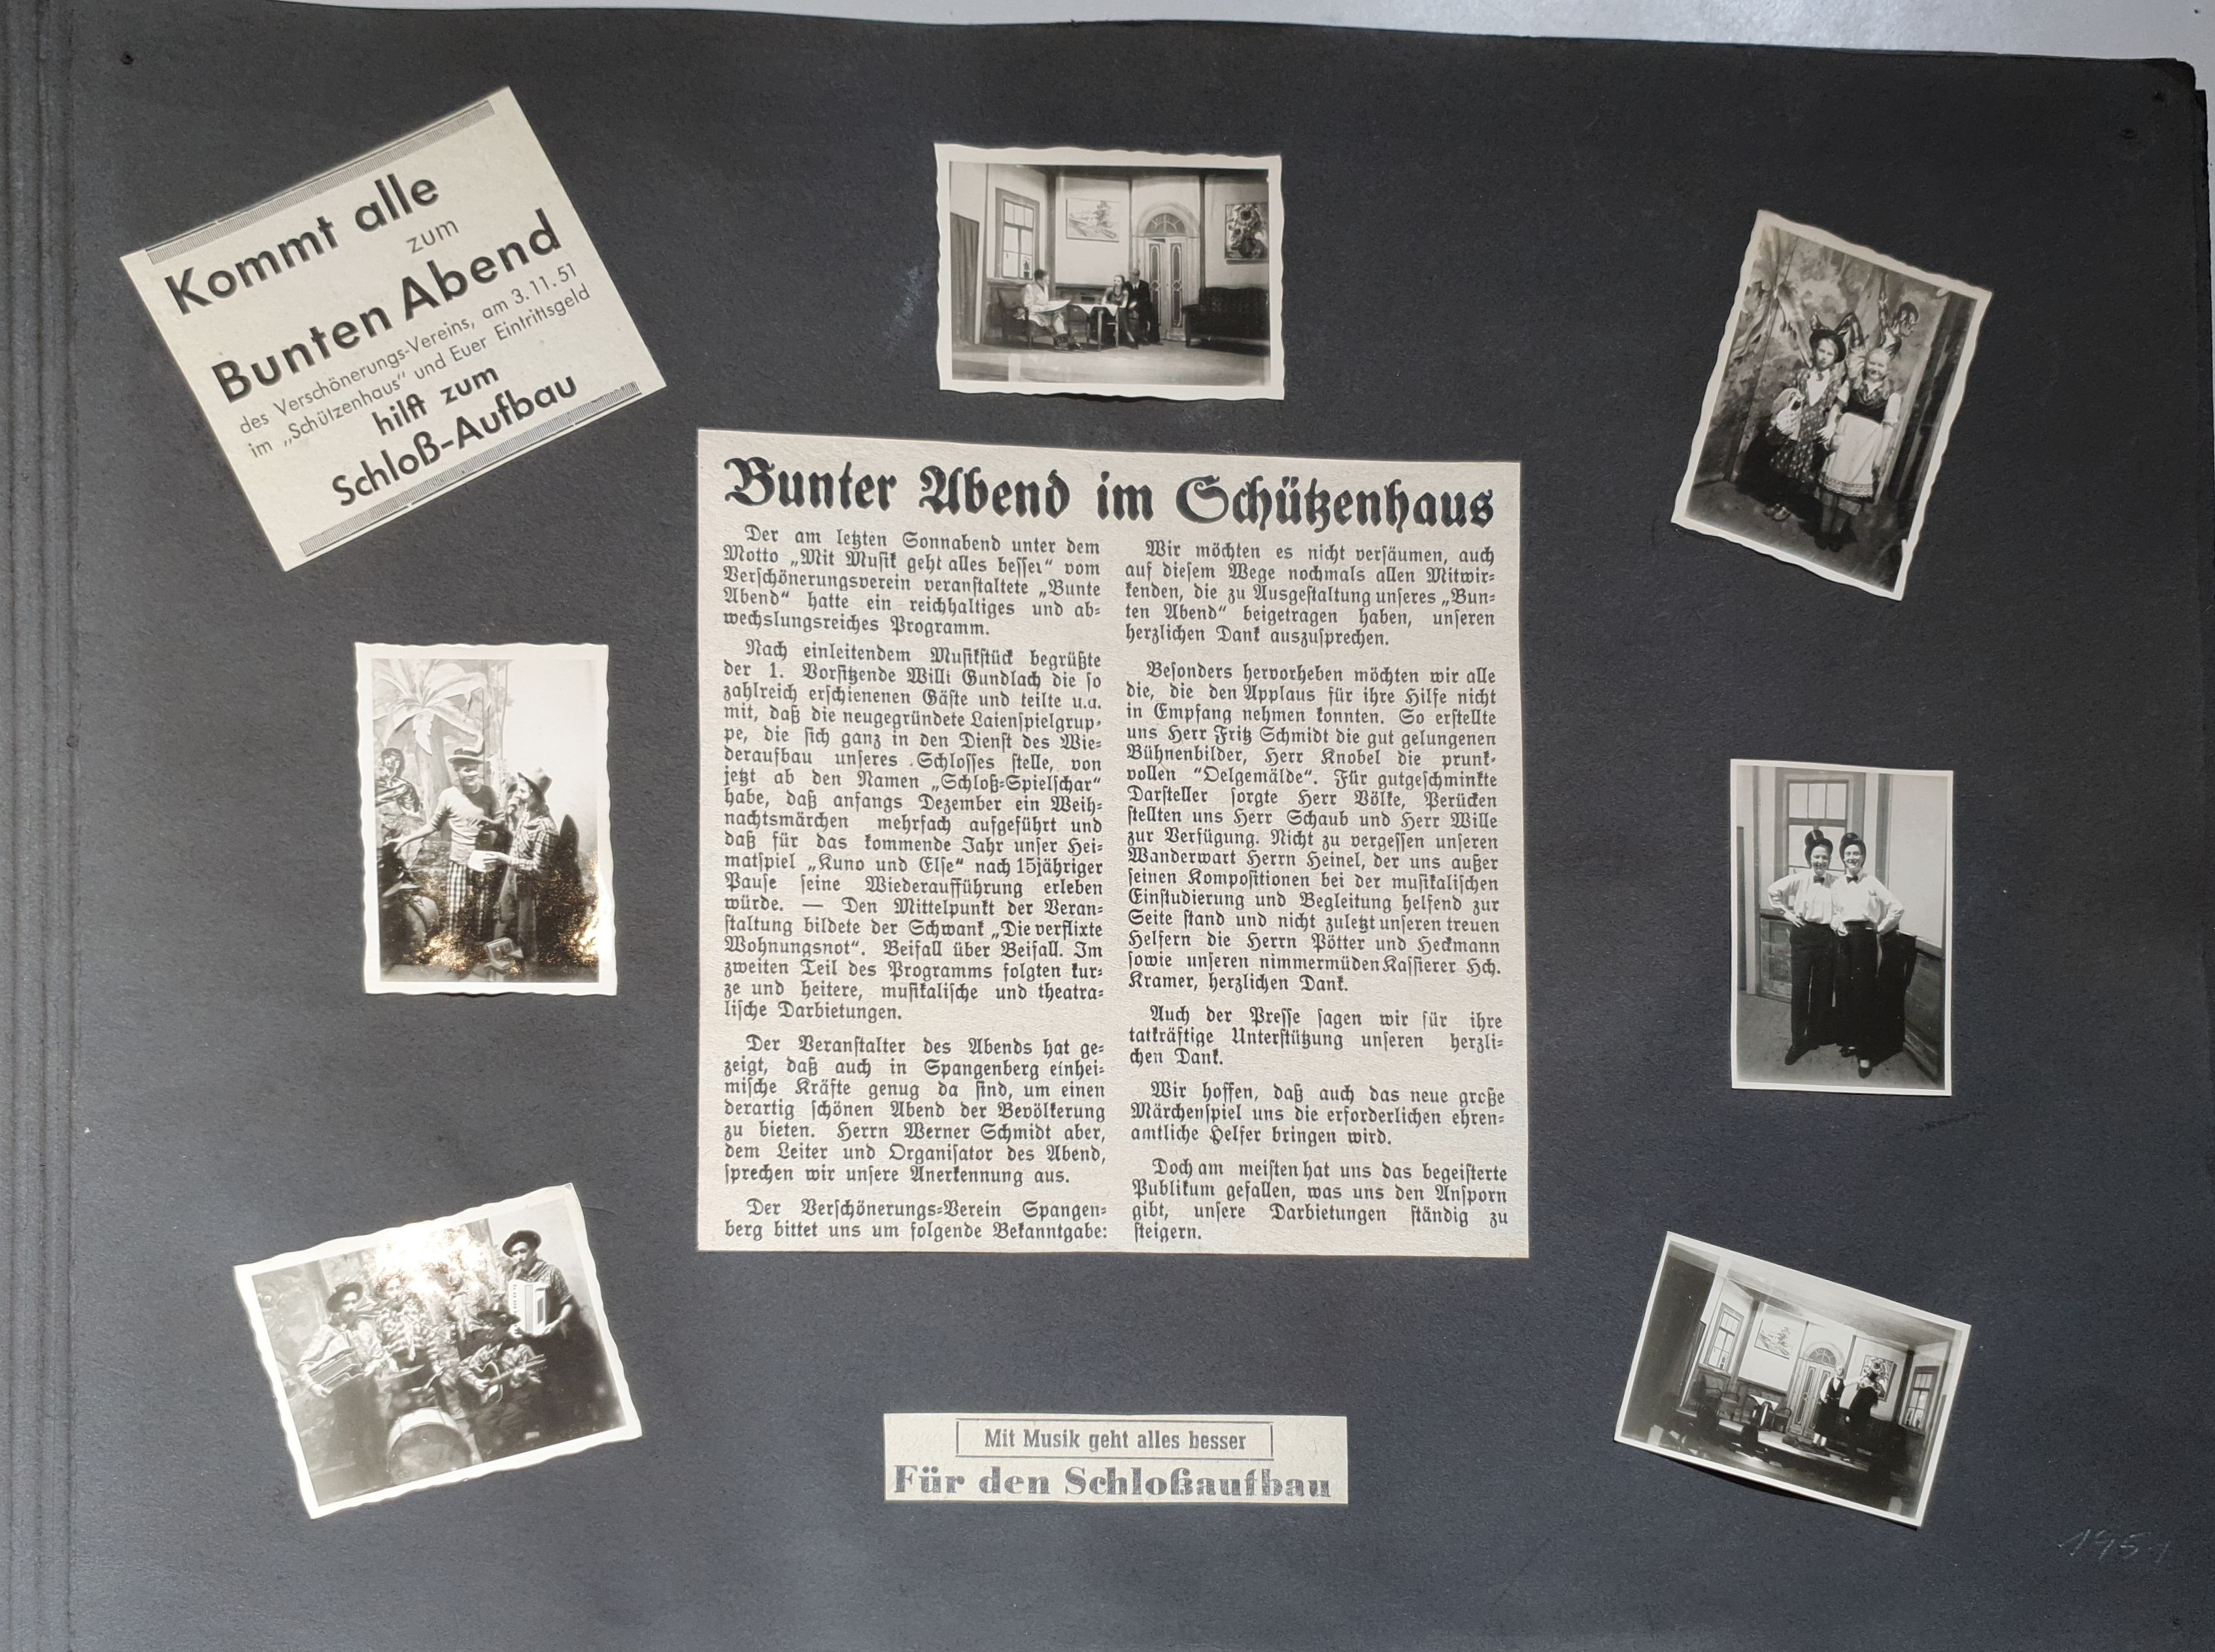 Kommt alle
zum
Bunten Abend
des Verschönerungs-Vereins, am 3.11.51
im „Schützenhaus" und Euer Eintrittsgeld
hilft zum
Schloß-Aufbau
Bunter Abend im Schützenhaus
Der am letzten Sonnabend unter dem
Motto „Mit Musik geht alles besser" vom
Verschönerungsverein veranstaltete „Bunte
Abend" hatte ein reichhaltiges und ab-
wechslungsreiches Programm.
Nach einleitendem Musikstück begrüßte
der 1. Vorsitzende Willi Gundlach die so
zahlreich erschienenen Gäste und teilte u.a.
mit, daß die neugegründete Laienspielgrup-
pe, die sich ganz in den Dienst des Wie-
deraufbau unseres Schlosses stelle, von
jetzt ab den Namen „Schloß-Spielschar"
habe, daß anfangs Dezember ein Weih-
nachtsmärchen mehrfach aufgeführt und
daß für das kommende Jahr unser Hei-
matspiel „Kuno und Else" nach 15jähriger
Pause seine Wiederaufführung erleben
würde. — Den Mittelpunkt der Veran-
staltung bildete der Schwank „Die verflixte
Wohnungsnot". Beifall über Beifall. Im
zweiten Teil des Programms folgten kur-
ze und heitere, musikalische und theatra-
lische Darbietungen.
Der Veranstalter des Abends hat ge-
zeigt, daß auch in Spangenberg einhei-
mische Kräfte genug da sind, um einen
derartig schönen Abend der Bevölkerung
zu bieten. Herrn Werner Schmidt aber,
dem Leiter und Organisator des Abend,
sprechen wir unsere Anerkennung aus.
Der Verschönerungs-Verein Spangen-
berg bittet uns um folgende Bekanntgabe:
Wir möchten es nicht versäumen, auch
auf diesem Wege nochmals allen Mitwir-
kenden, die zu Ausgestaltung unseres „Bun-
ten Abend" beigetragen haben, unseren
herzlichen Dank auszusprechen.
Besonders hervorheben möchten wir alle
die, die den Applaus für ihre Hilfe nicht
in Empfang nehmen konnten. So erstellte
uns Herr Fritz Schmidt die gut gelungenen
Bühnenbilder, Herr Knobel die prunk-
vollen "Oelgemälde". Für gutgeschminkte
Darsteller sorgte Herr Völke, Perücken
stellten uns Herr Schaub und Herr Wille
zur Verfügung. Nicht zu vergessen unseren
Wanderwart Herrn Heinel, der uns außer
seinen Kompositionen bei der musikalischen
Einstudierung und Begleitung helfend zur
Seite stand und nicht zuletzt unseren treuen
Helfern die Herrn Pötter und Heckmann
sowie unseren nimmermüden Kassierer Hch.
Kramer, herzlichen Dank.
Auch der Presse sagen wir für ihre
tatkräftige Unterstützung unseren herzli-
chen Dank.
Wir hoffen, daß auch das neue große
Märchenspiel uns die erforderlichen ehren-
amtliche Helfer bringen wird.
Doch am meisten hat uns das begeisterte
Publikum gefallen, was uns den Ansporn
gibt, unsere Darbietungen ständig zu
steigern.
Mit Musik geht alles besser
Für den Schloßaufbau
1951